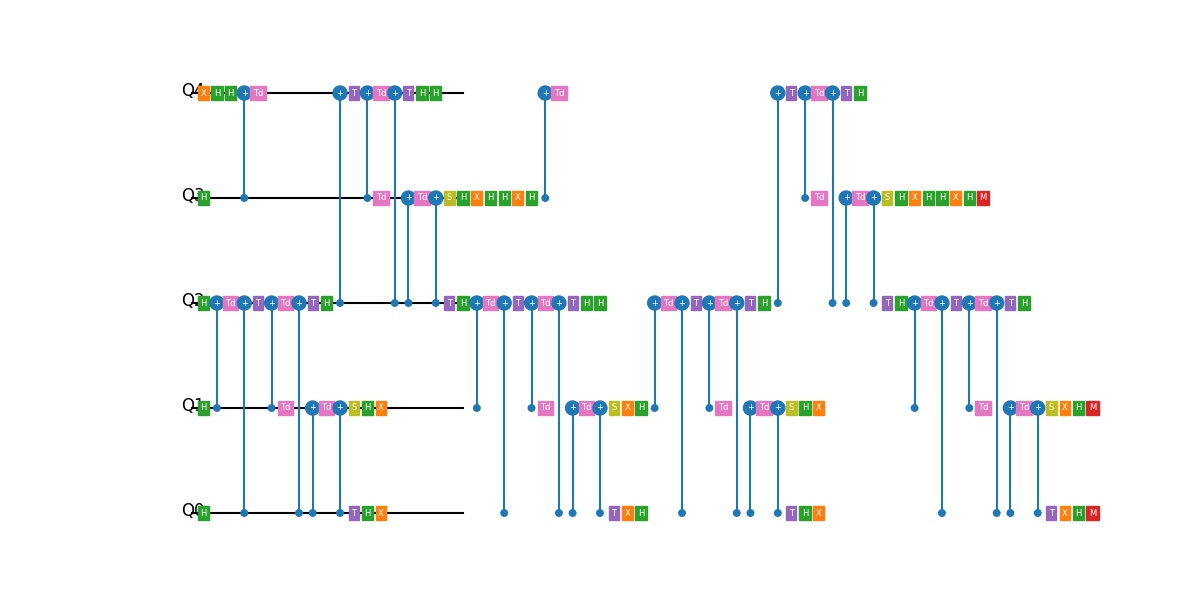 Q4 X H H + Td + T + Td + T H H + Td + T + Td + T H
Q3 H Td + Td + S H X H H X H Td + Td + S H X H H X H M
Q2 H + Td + T + Td + T H T H + Td + T + Td + T H H + Td + T + Td + T H T H + Td + T + Td + T H
Q1 H Td + Td + S H X Td + Td + S X H Td + Td + S H X Td + Td + S X H M
Q0 H T H X T X H T H X T X H M